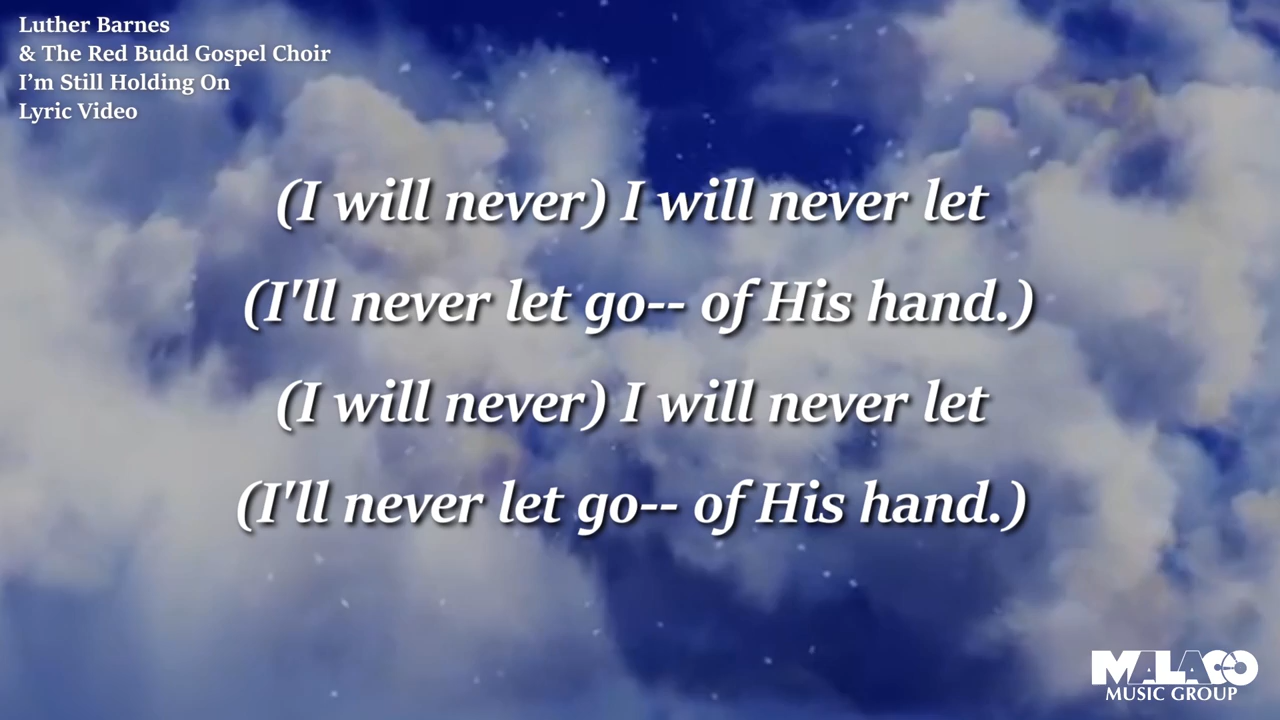 Luther Barnes
& The Red Budd Gospel Choir
I’m Still Holding On
Lyric Video
(I will never) I will never let
(I'll never let go-- of His hand.)
(I will never) I will never let
(I'll never let go-- of His hand.)
MALACO
MUSIC GROUP